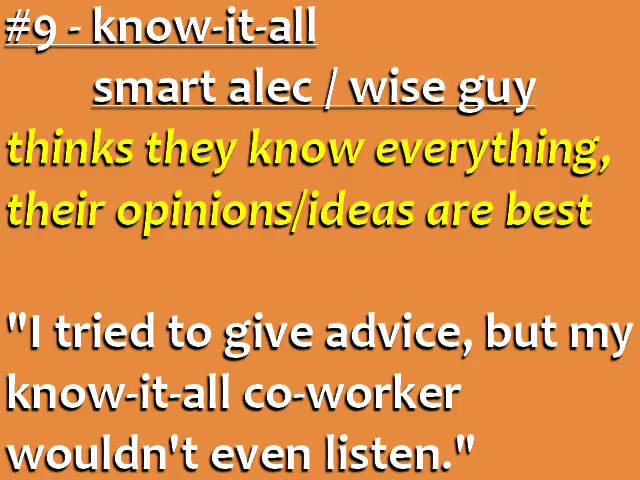 #9 - know-it-all
smart alec / wise guy
thinks they know everything,
their opinions/ideas are best
"I tried to give advice, but my
know-it-all co-worker
wouldn't even listen."